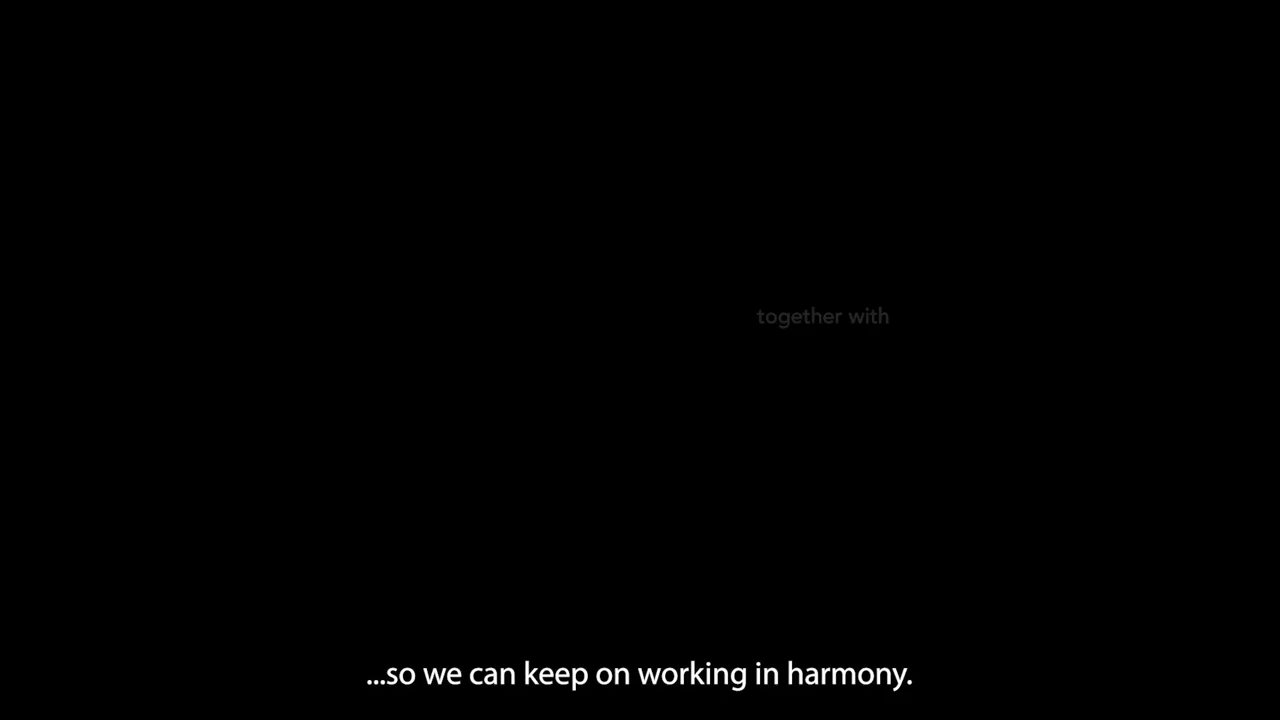 together with
...so we can keep on working in harmony.